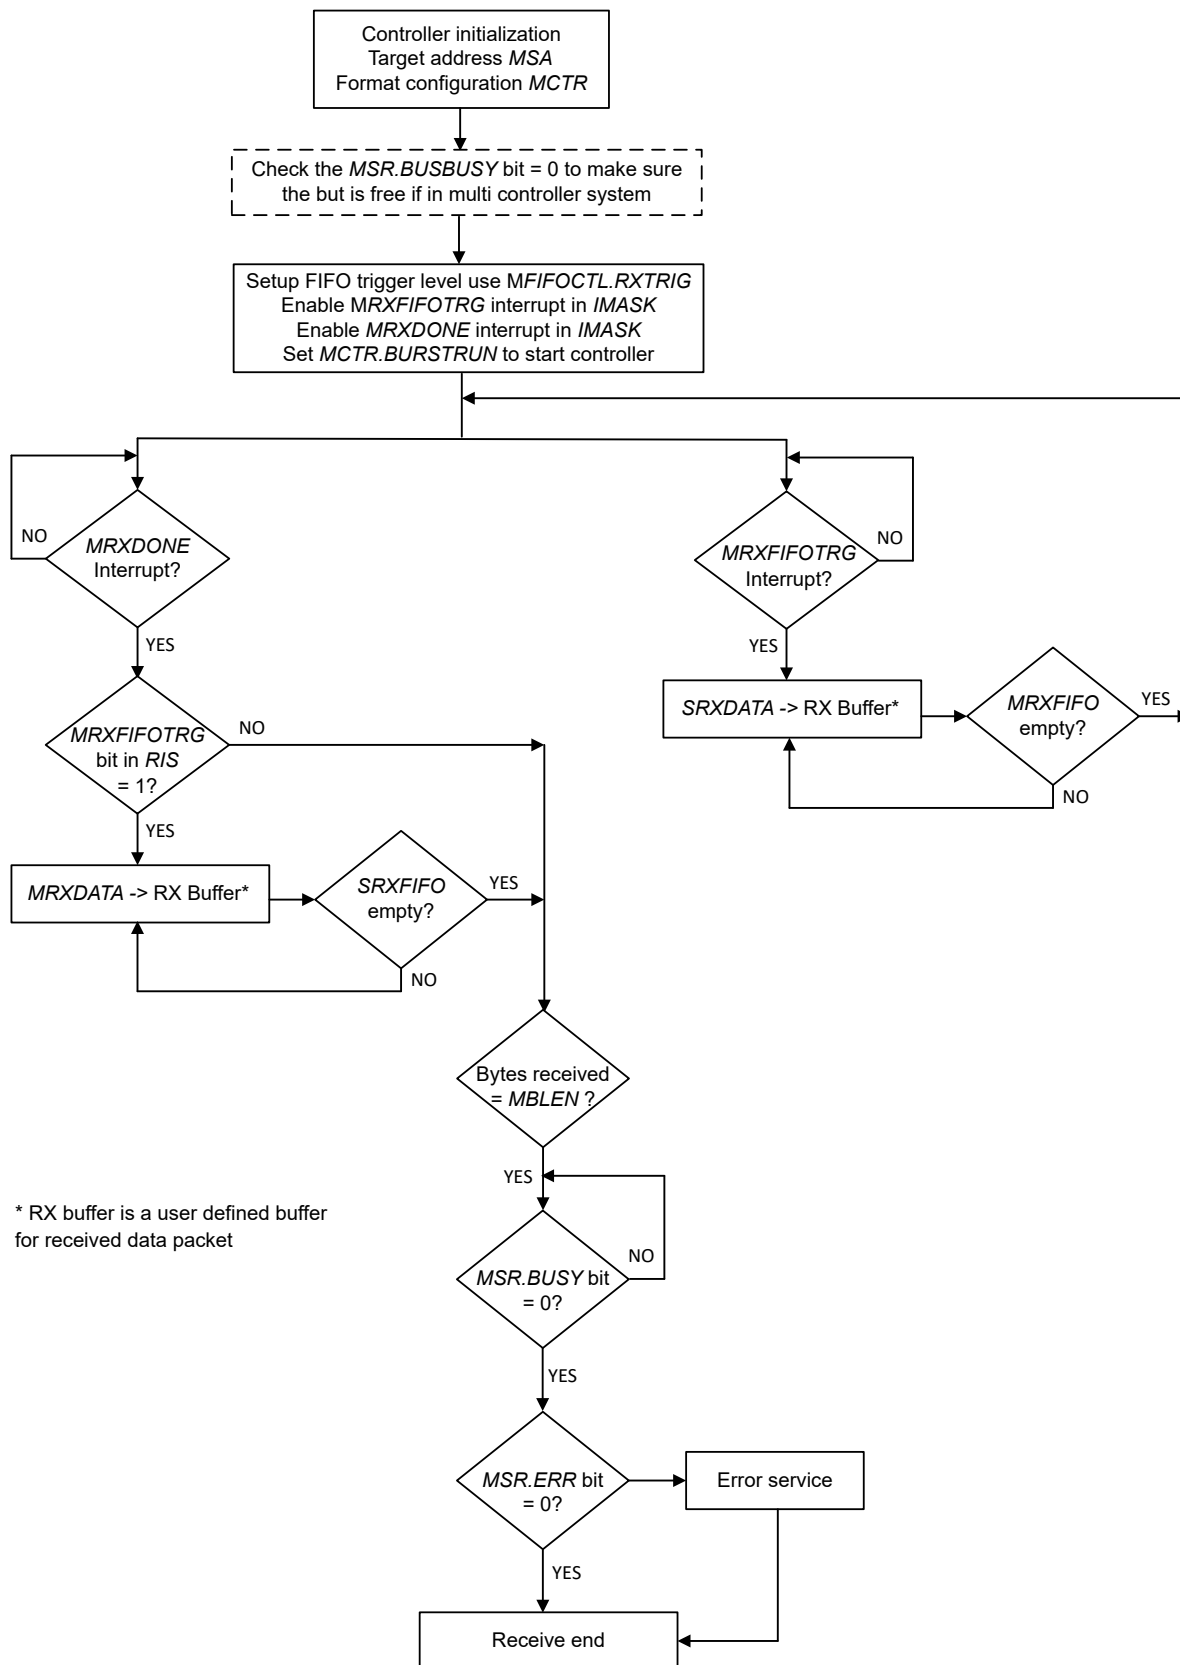 Controller initialization
Target address MSA
Format configuration MCTR
Check the MSR.BUSBUSY bit = 0 to make sure
the but is free if in multi controller system
Setup FIFO trigger level use MFIFOCTL.RXTRIG
Enable MRXFIFOTRG interrupt in IMASK
Enable MRXDONE interrupt in IMASK
Set MCTR.BURSTRUN to start controller
NO
MRXDONE
Interrupt?
YES
MRXFIFOTRG
Interrupt?
NO
YES
SRXDATA -> RX Buffer*
MRXFIFO
empty?
YES
NO
MRXFIFOTRG
bit in RIS
= 1?
NO
YES
MRXDATA -> RX Buffer*
SRXFIFO
empty?
YES
NO
Bytes received
= MBLEN ?
YES
* RX buffer is a user defined buffer
for received data packet
MSR.BUSY bit
= 0?
NO
YES
MSR.ERR bit
= 0?
Error service
YES
Receive end